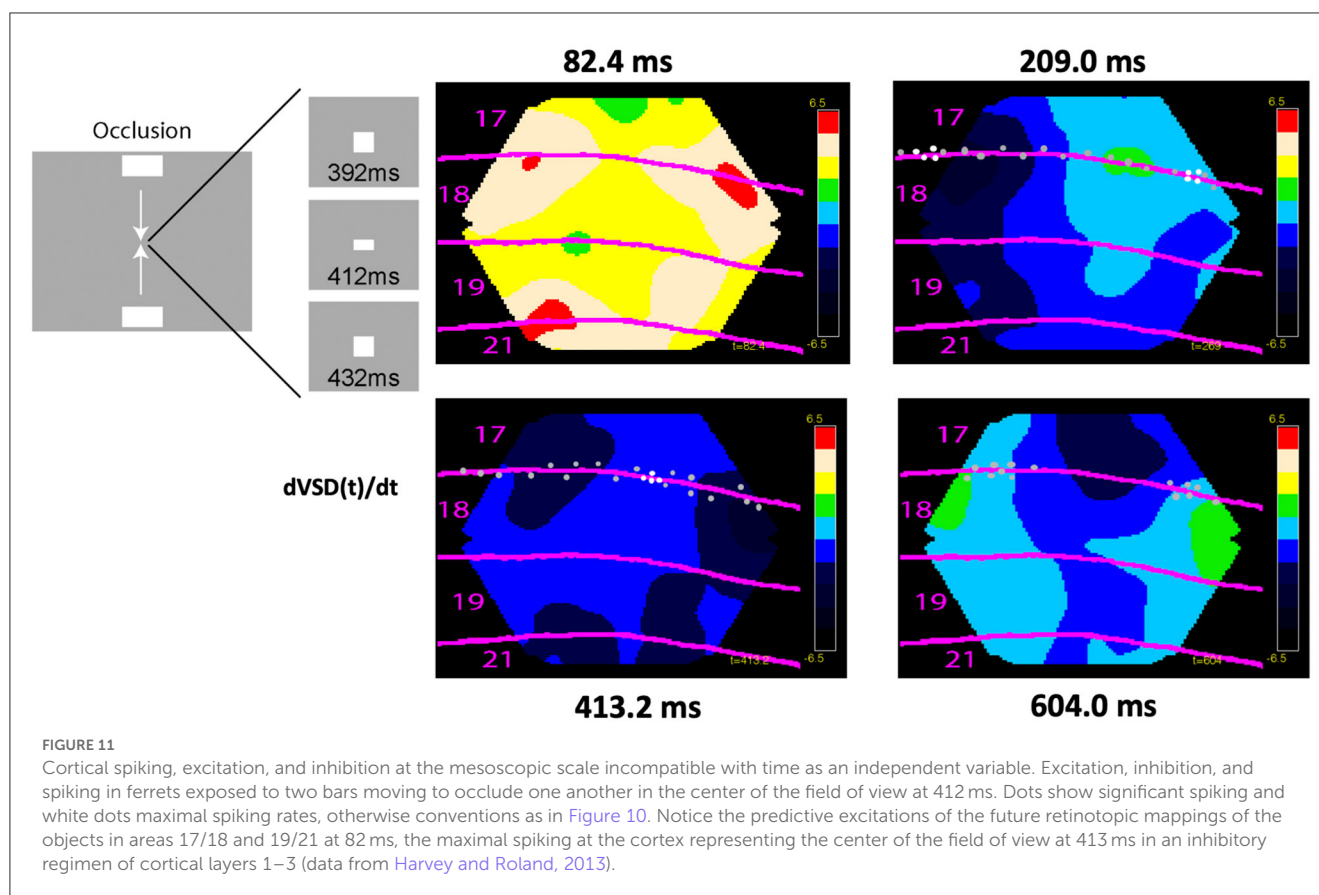 82.4 ms
209.0 ms
Occlusion
392ms
412ms
432ms
6.5
17
18
19
21
-6.5
t=82.4
6.5
17
18
19
21
-6.5
t=269
dVSD(t)/dt
6.5
17
18
19
21
-6.5
t=413.2
6.5
17
18
19
21
-6.5
t=604
413.2 ms
604.0 ms
FIGURE 11
Cortical spiking, excitation, and inhibition at the mesoscopic scale incompatible with time as an independent variable. Excitation, inhibition, and
spiking in ferrets exposed to two bars moving to occlude one another in the center of the field of view at 412 ms. Dots show significant spiking and
white dots maximal spiking rates, otherwise conventions as in Figure 10. Notice the predictive excitations of the future retinotopic mappings of the
objects in areas 17/18 and 19/21 at 82 ms, the maximal spiking at the cortex representing the center of the field of view at 413 ms in an inhibitory
regimen of cortical layers 1–3 (data from Harvey and Roland, 2013).